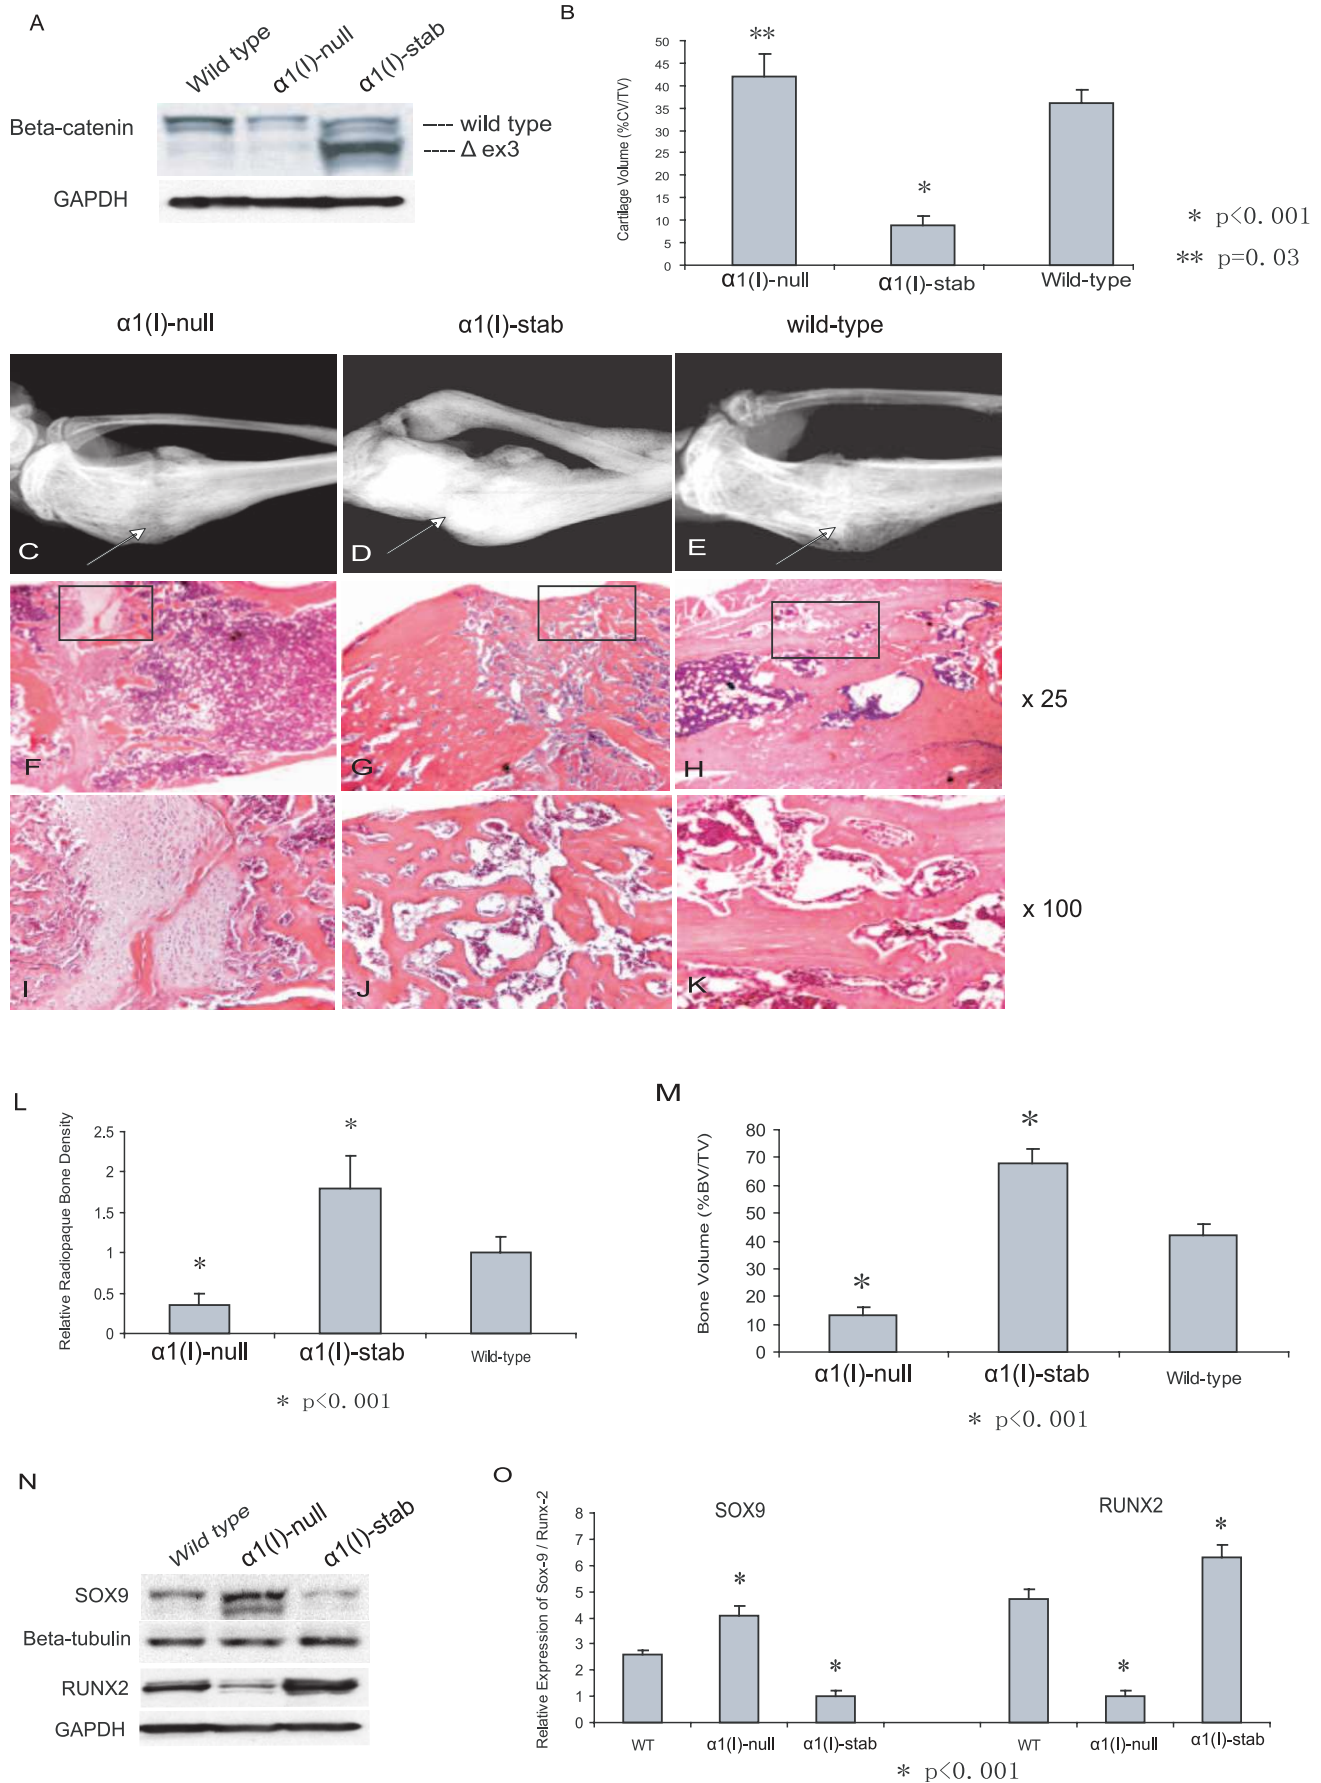 A
Wild type
α1(I)-null
α1(I)-stab
Beta-catenin
---- wild type
---- Δ ex3
GAPDH
B
Cartilage Volume (%CV/TV)
50
45
40
35
30
25
20
15
10
5
0
**
*
α1(I)-null
α1(I)-stab
Wild-type
* p<0.001
** p=0.03
α1(I)-null
α1(I)-stab
wild-type
C
D
E
F
G
H
x 25
I
J
K
x 100
L
Relative Radiopaque Bone Density
2.5
2
1.5
1
0.5
0
*
*
α1(I)-null
α1(I)-stab
Wild-type
* p<0.001
M
Bone Volume (%BV/TV)
80
70
60
50
40
30
20
10
0
*
*
α1(I)-null
α1(I)-stab
Wild-type
* p<0.001
N
Wild type
α1(I)-null
α1(I)-stab
SOX9
Beta-tubulin
RUNX2
GAPDH
O
Relative Expression of Sox-9 / Runx-2
8
7
6
5
4
3
2
1
0
SOX9
RUNX2
*
*
*
*
WT
α1(I)-null
α1(I)-stab
WT
α1(I)-null
α1(I)-stab
* p<0.001